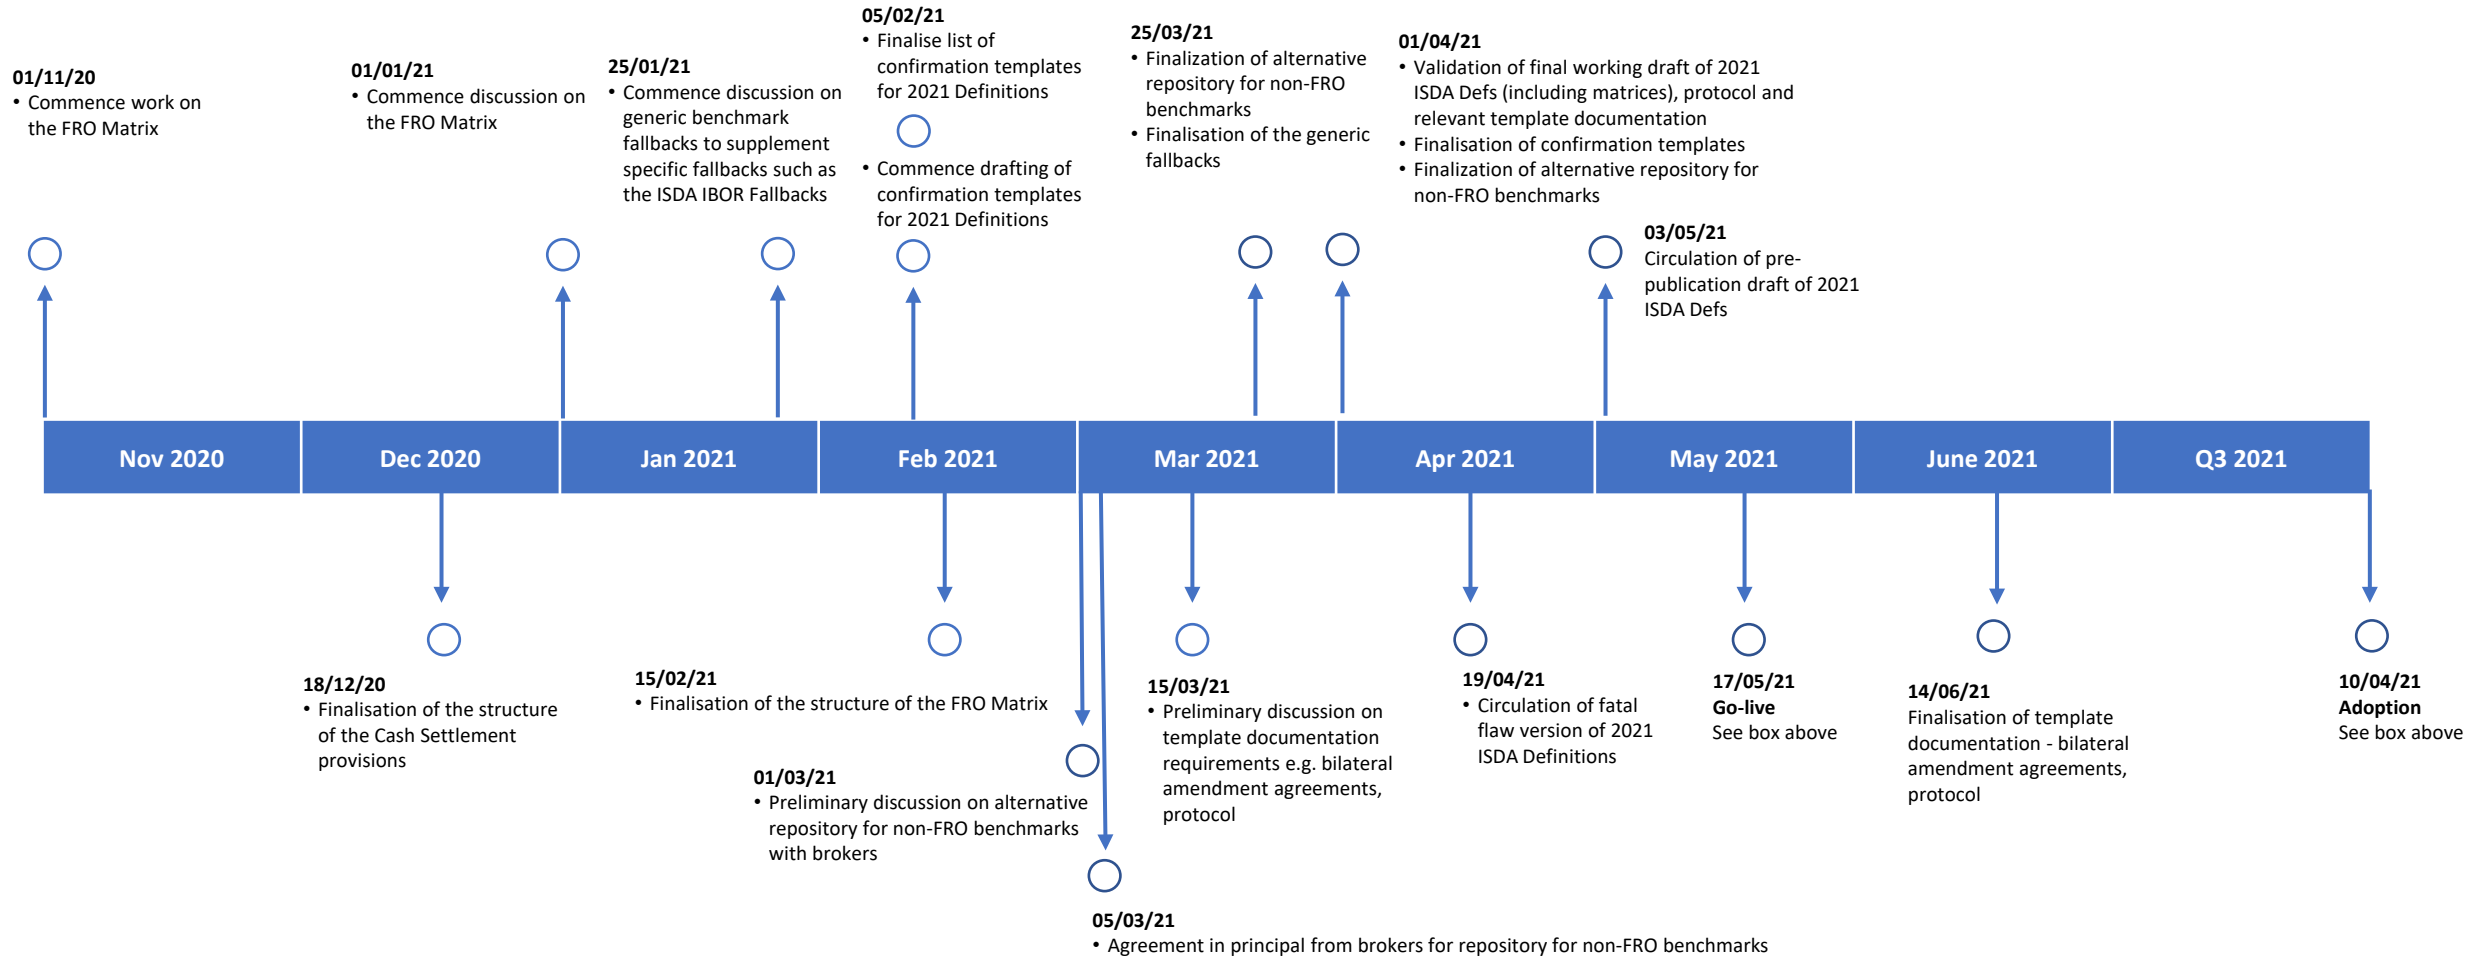 01/11/20
• Commence work on
the FRO Matrix
01/01/21
• Commence discussion on
the FRO Matrix
25/01/21
• Commence discussion on
generic benchmark
fallbacks to supplement
specific fallbacks such as
the ISDA IBOR Fallbacks
05/02/21
• Finalise list of
confirmation templates
for 2021 Definitions
• Commence drafting of
confirmation templates
for 2021 Definitions
25/03/21
• Finalization of alternative
repository for non-FRO
benchmarks
• Finalisation of the generic
fallbacks
01/04/21
• Validation of final working draft of 2021
ISDA Defs (including matrices), protocol and
relevant template documentation
• Finalisation of confirmation templates
• Finalization of alternative repository for
non-FRO benchmarks
03/05/21
Circulation of pre-
publication draft of 2021
ISDA Defs
Nov 2020
Dec 2020
Jan 2021
Feb 2021
Mar 2021
Apr 2021
May 2021
June 2021
Q3 2021
18/12/20
• Finalisation of the structure
of the Cash Settlement
provisions
15/02/21
• Finalisation of the structure of the FRO Matrix
01/03/21
• Preliminary discussion on alternative
repository for non-FRO benchmarks
with brokers
05/03/21
• Agreement in principal from brokers for repository for non-FRO benchmarks
15/03/21
• Preliminary discussion on
template documentation
requirements e.g. bilateral
amendment agreements,
protocol
19/04/21
• Circulation of fatal
flaw version of 2021
ISDA Definitions
17/05/21
Go-live
See box above
14/06/21
Finalisation of template
documentation - bilateral
amendment agreements,
protocol
10/04/21
Adoption
See box above